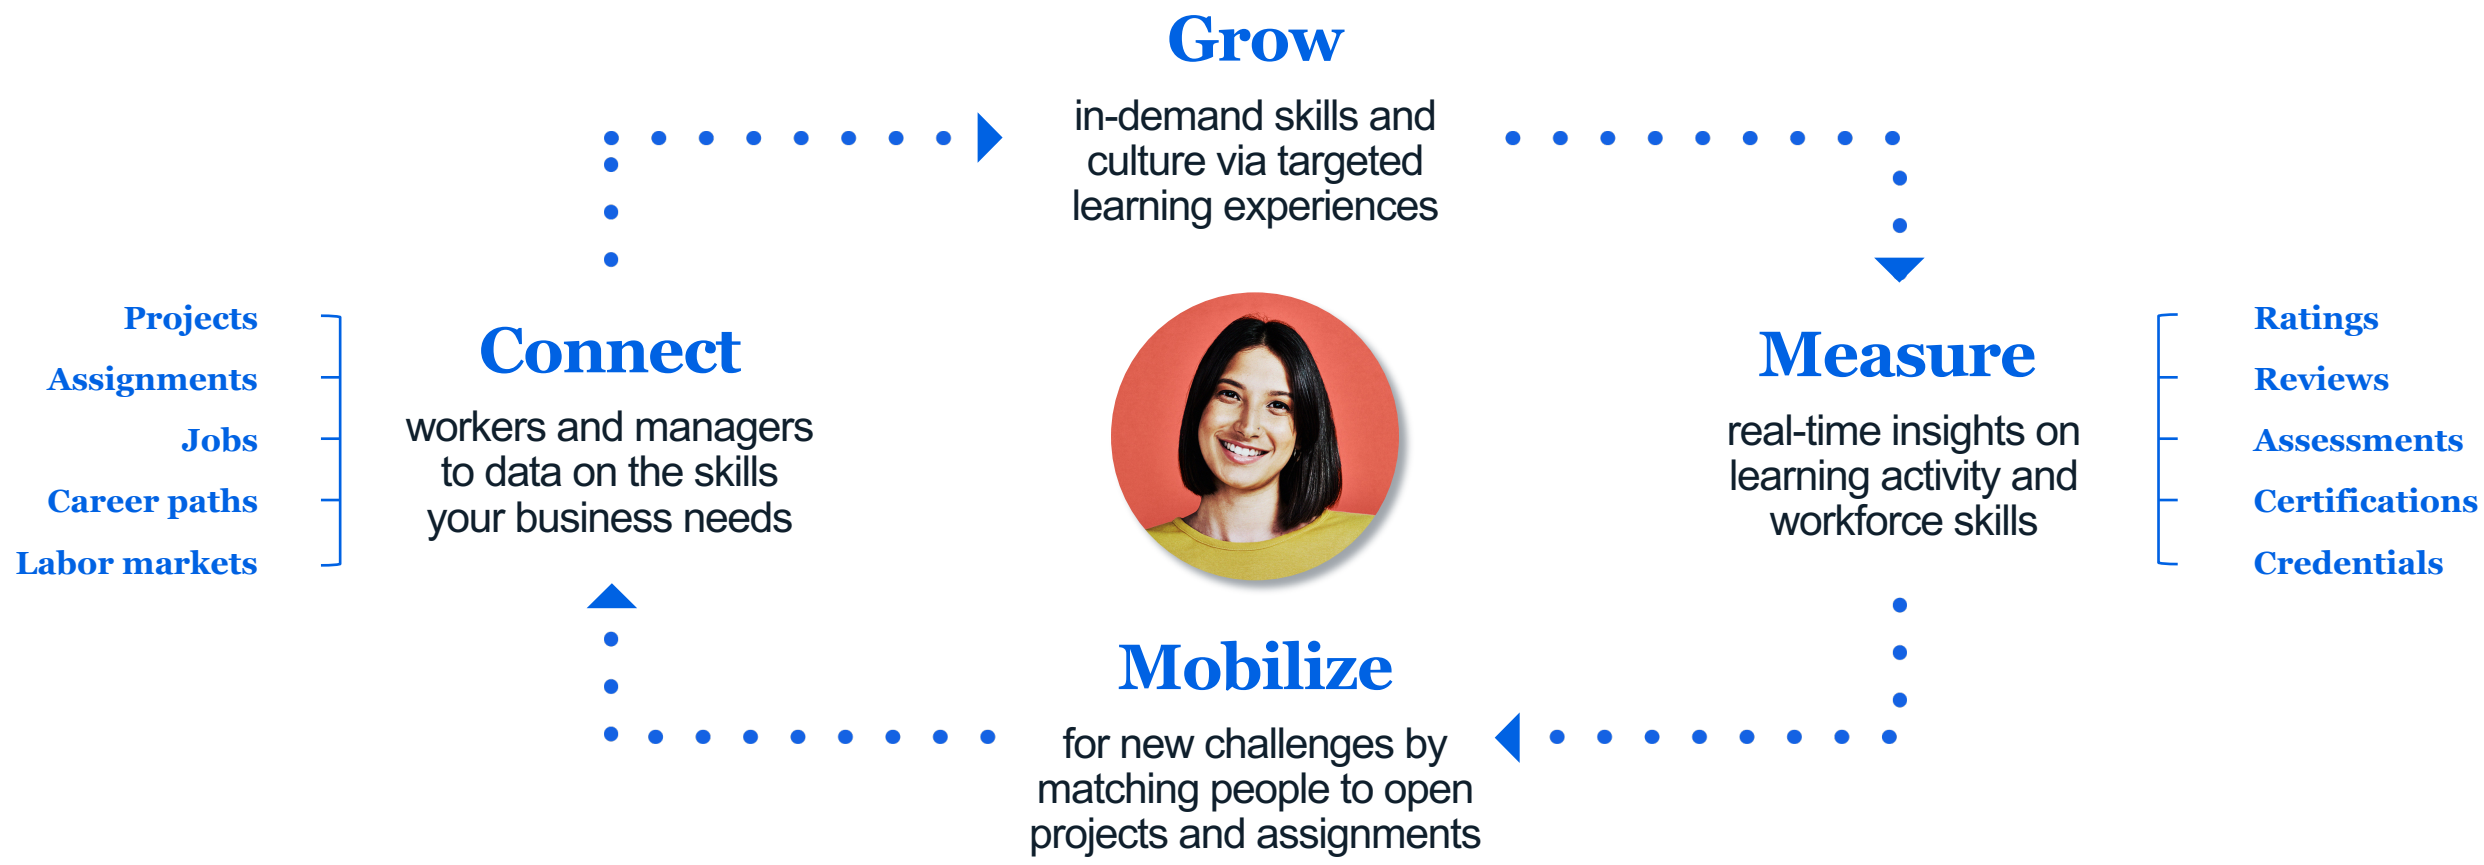 Grow
in-demand skills and
culture via targeted
learning experiences
Projects
Assignments
Jobs
Career paths
Labor markets
Connect
workers and managers
to data on the skills
your business needs
Measure
real-time insights on
learning activity and
workforce skills
Ratings
Reviews
Assessments
Certifications
Credentials
Mobilize
for new challenges by
matching people to open
projects and assignments